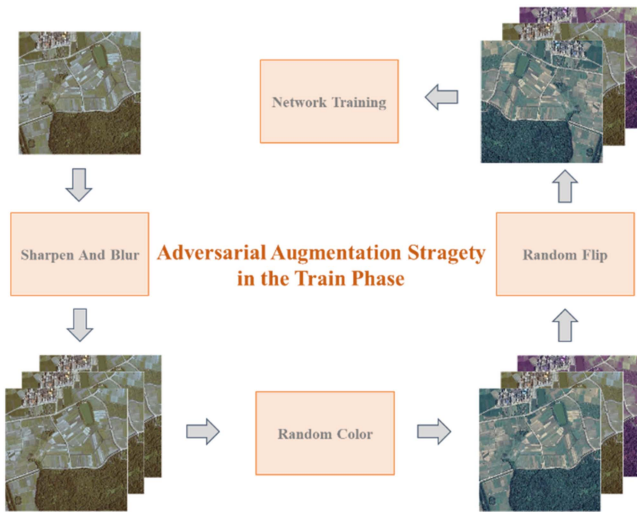 Network Training
Sharpen And Blur
Adversarial Augmentation Stragety
in the Train Phase
Random Flip
Random Color